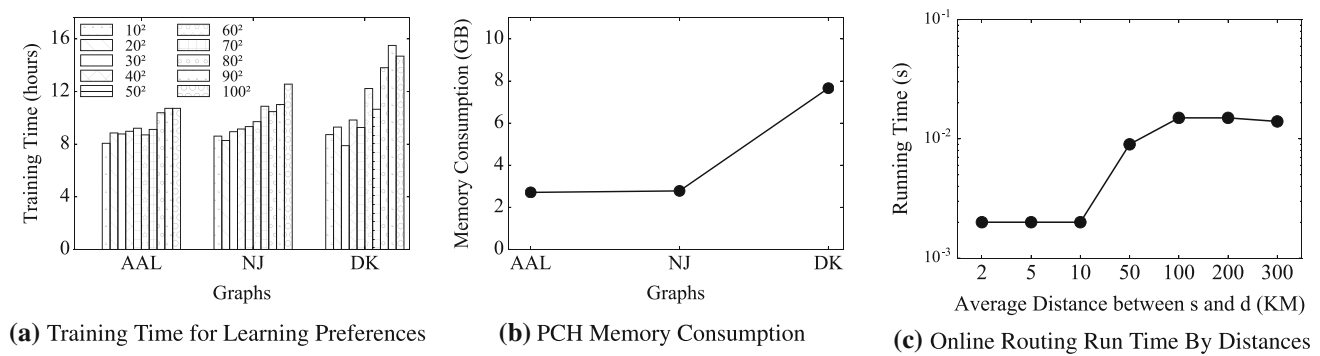 16
12
8
4
0
Training Time (hours)
10²
20²
30²
40²
50²
60²
70²
80²
90²
100²
AAL NJ DK
Graphs
(a) Training Time for Learning Preferences
10
8
6
4
2
0
Memory Consumption (GB)
AAL NJ DK
Graphs
(b) PCH Memory Consumption
10⁻¹
10⁻²
10⁻³
Running Time (s)
2 5 10 50 100 200 300
Average Distance between s and d (KM)
(c) Online Routing Run Time By Distances